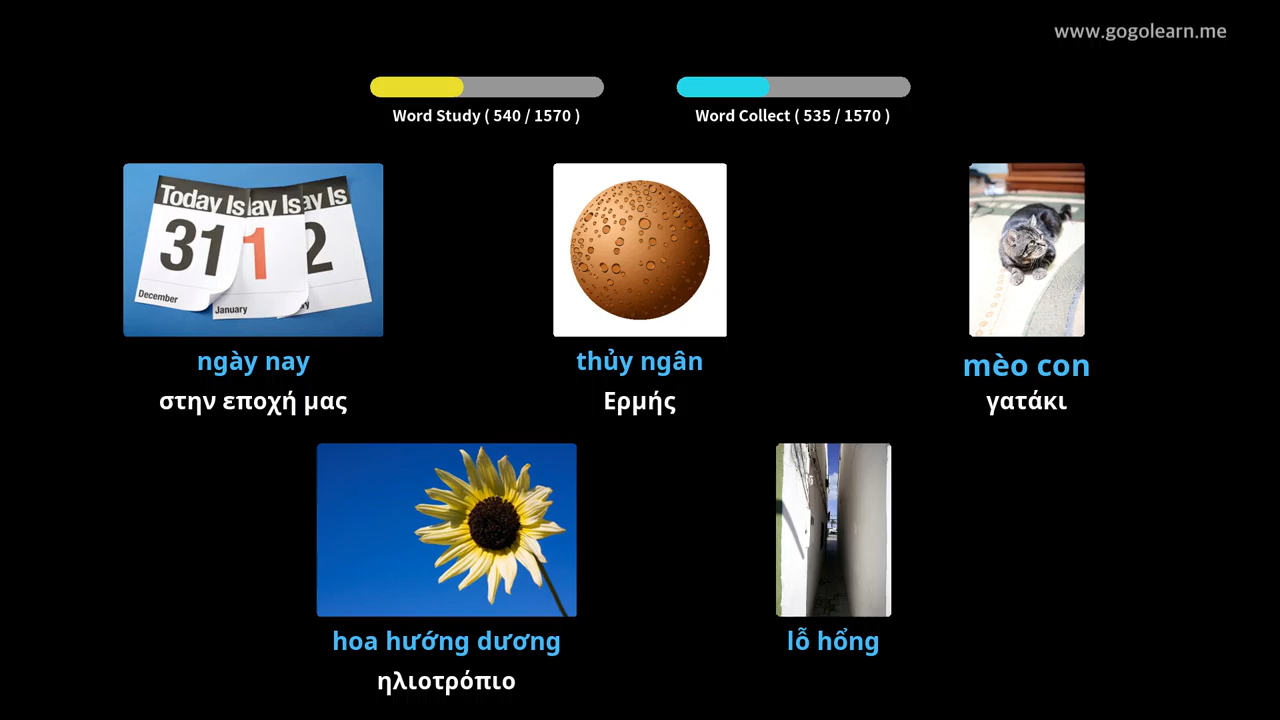 www.gogolearn.me
Word Study ( 540 / 1570 )
Word Collect ( 535 / 1570 )
Today Is
ay Is
ay Is
31
1
2
December
January
ry
ngày nay
στην εποχή μας
thủy ngân
Ερμής
mèo con
γατάκι
hoa hướng dương
ηλιοτρόπιο
lỗ hổng